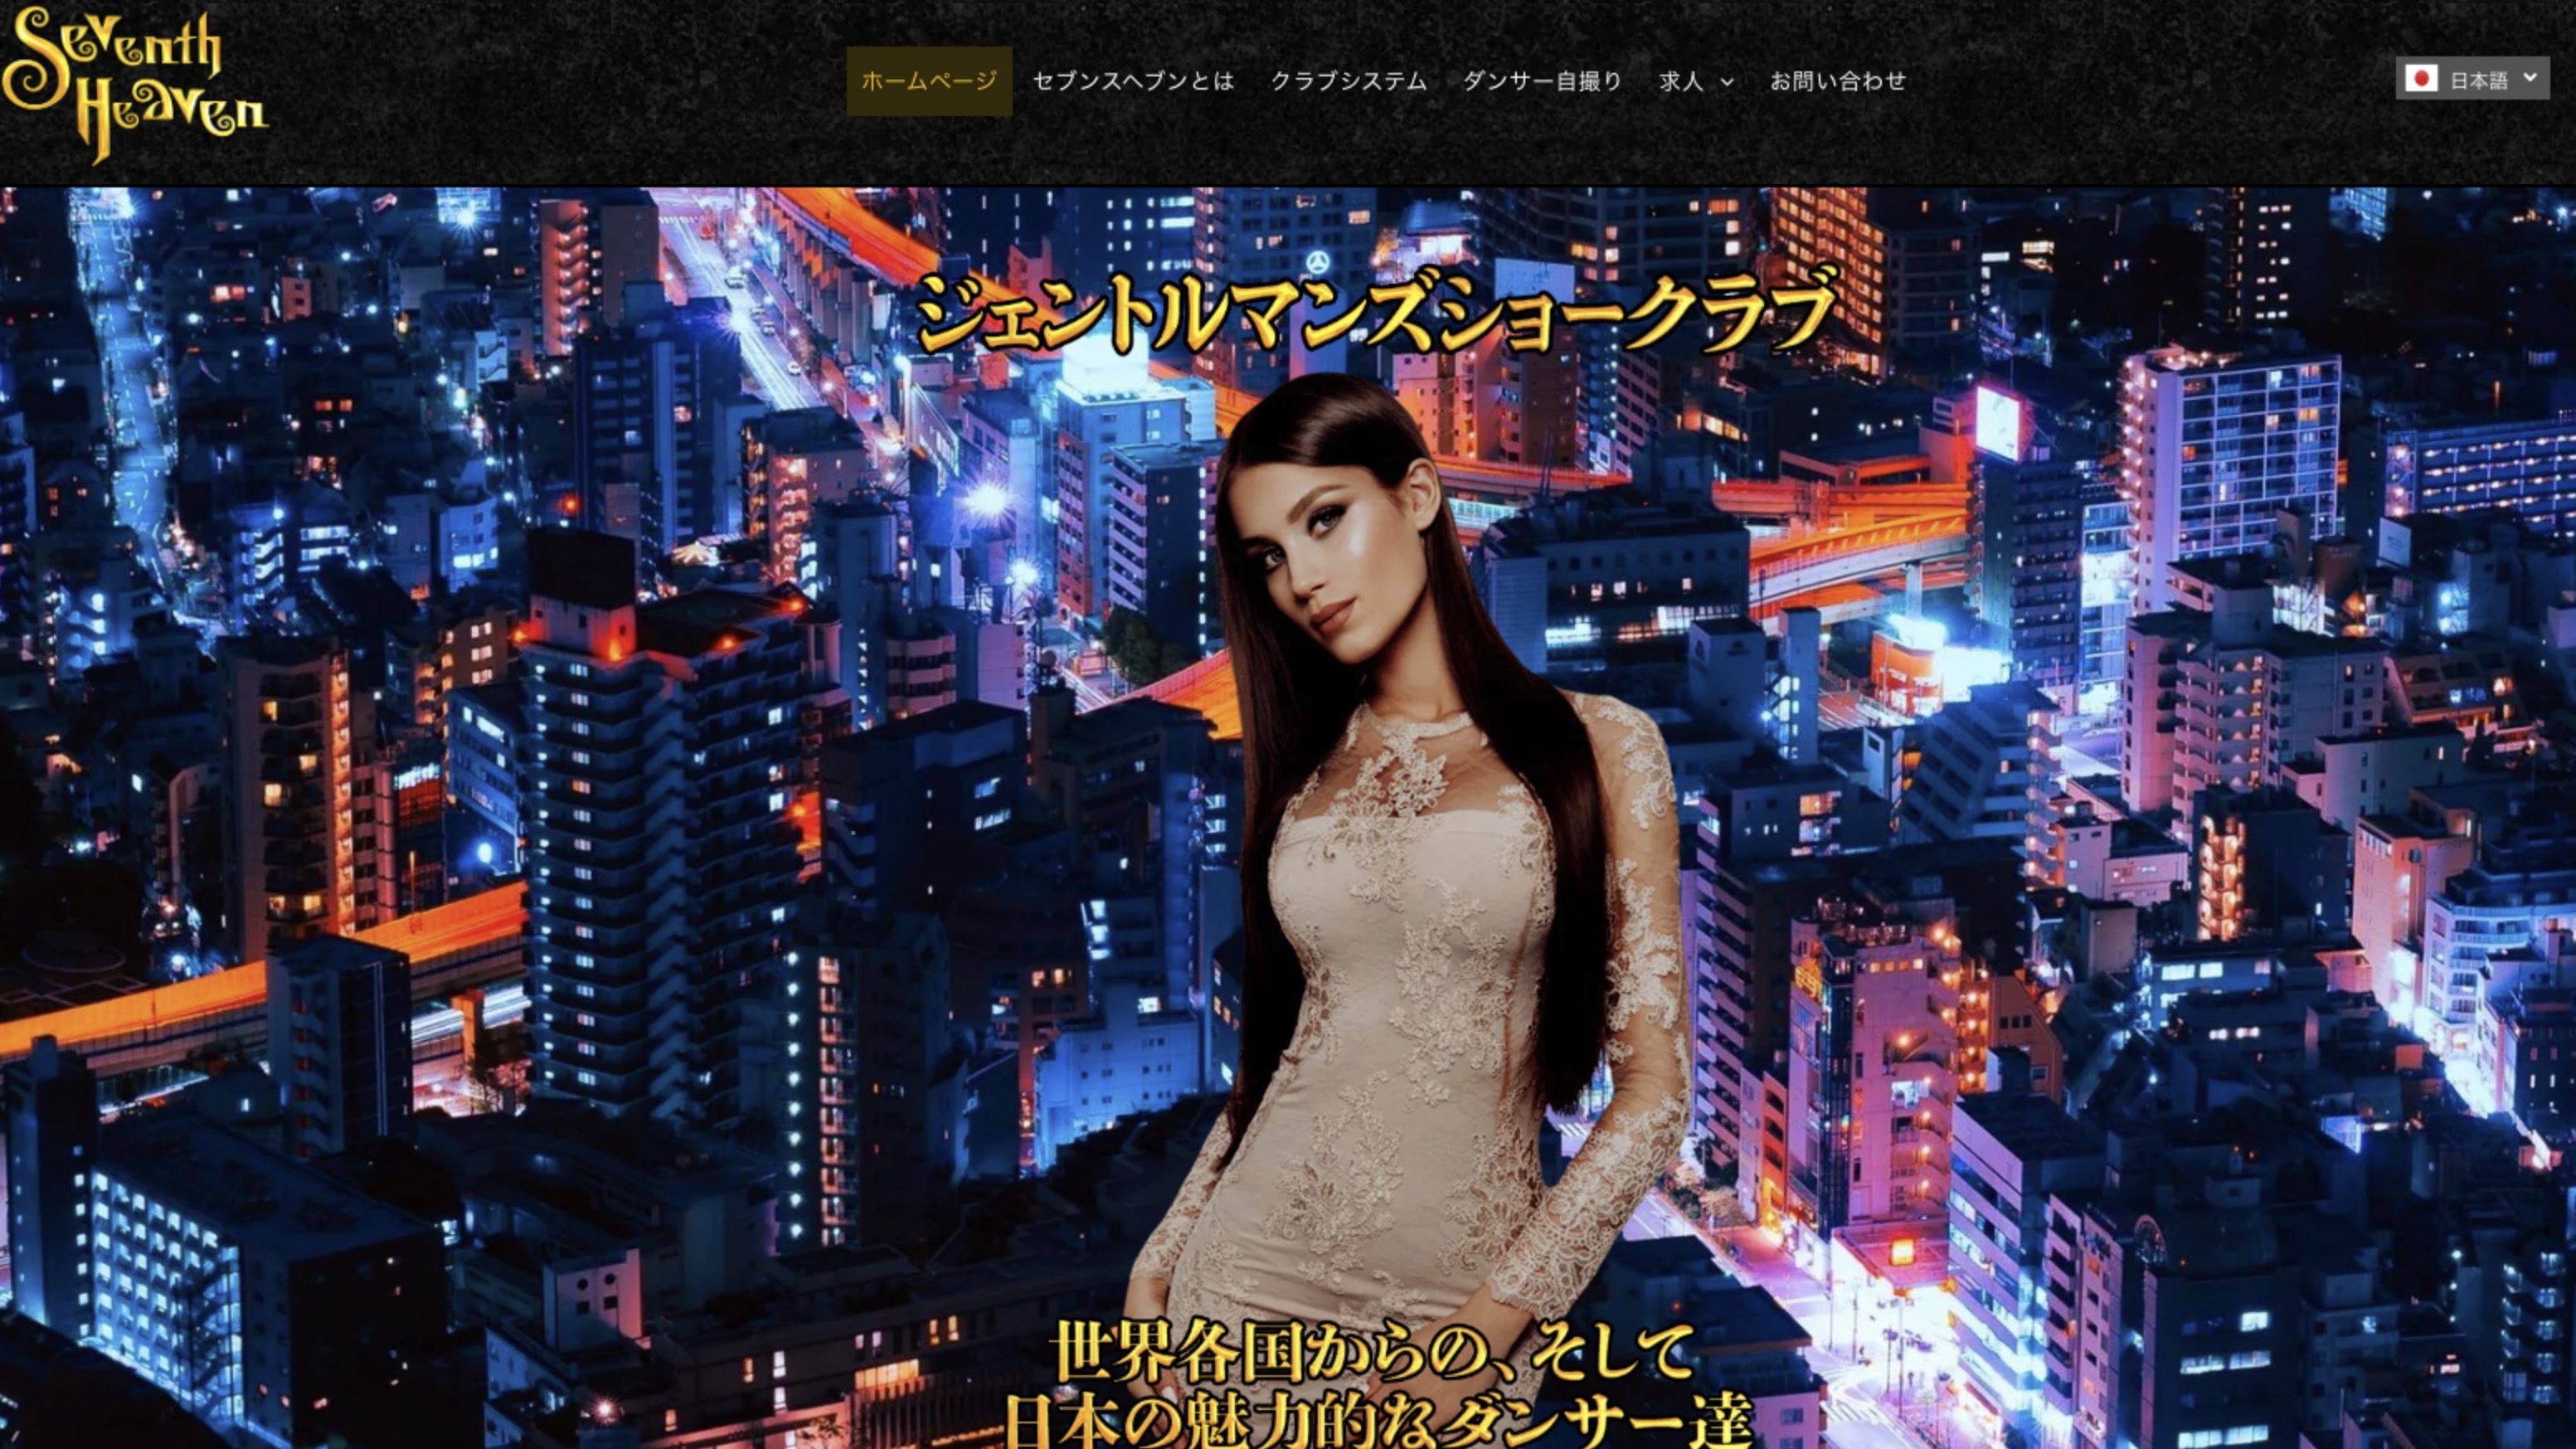 Seventh
Heaven
ホームページ セブンスヘブンとは クラブシステム ダンサー自撮り 求人 お問い合わせ
日本語
ジェントルマンズショークラブ
世界各国からの、そして
日本の魅力的なダンサー達